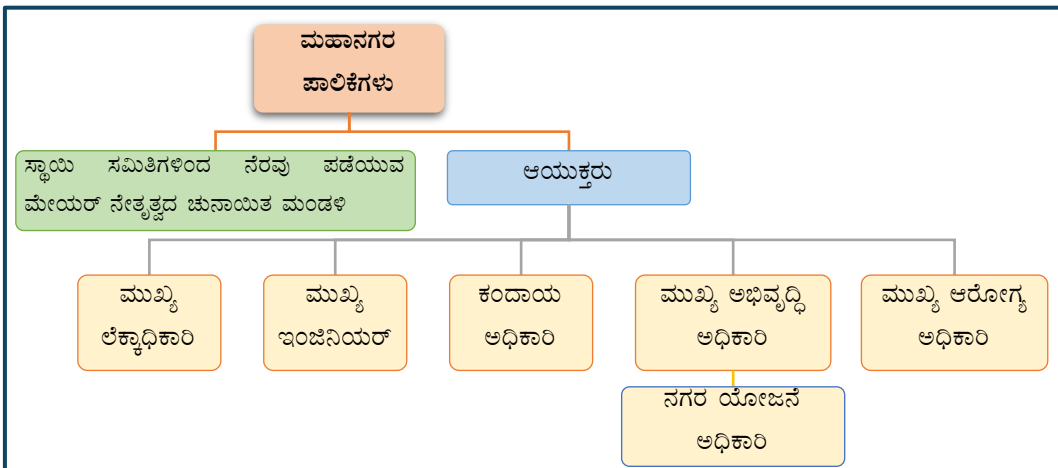 ಮಹಾನಗರ
ಪಾಲಿಕೆಗಳು
ಸ್ಥಾಯಿ ಸಮಿತಿಗಳಿಂದ ನೆರವು ಪಡೆಯುವ
ಮೇಯರ್ ನೇತೃತ್ವದ ಚುನಾಯಿತ ಮಂಡಳಿ
ಆಯುಕ್ತರು
ಮುಖ್ಯ
ಲೆಕ್ಕಾಧಿಕಾರಿ
ಮುಖ್ಯ
ಇಂಜಿನಿಯರ್
ಕಂದಾಯ
ಅಧಿಕಾರಿ
ಮುಖ್ಯ ಅಭಿವೃದ್ಧಿ
ಅಧಿಕಾರಿ
ಮುಖ್ಯ ಆರೋಗ್ಯ
ಅಧಿಕಾರಿ
ನಗರ ಯೋಜನೆ
ಅಧಿಕಾರಿ